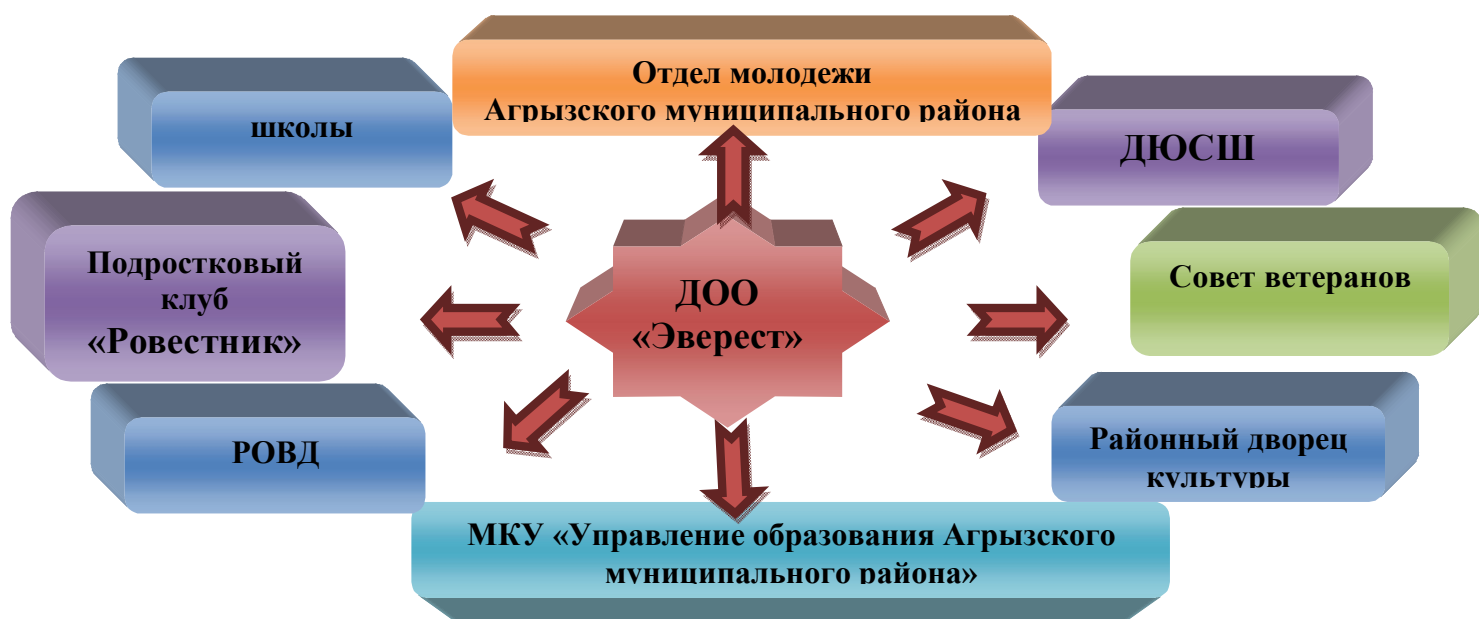 Отдел молодежи
Агрызского муниципального района
школы
ДЮСШ
Подростковый
клуб
«Ровестник»
ДОО
«Эверест»
Совет ветеранов
РОВД
Районный дворец
культуры
МКУ «Управление образования Агрызского
муниципального района»